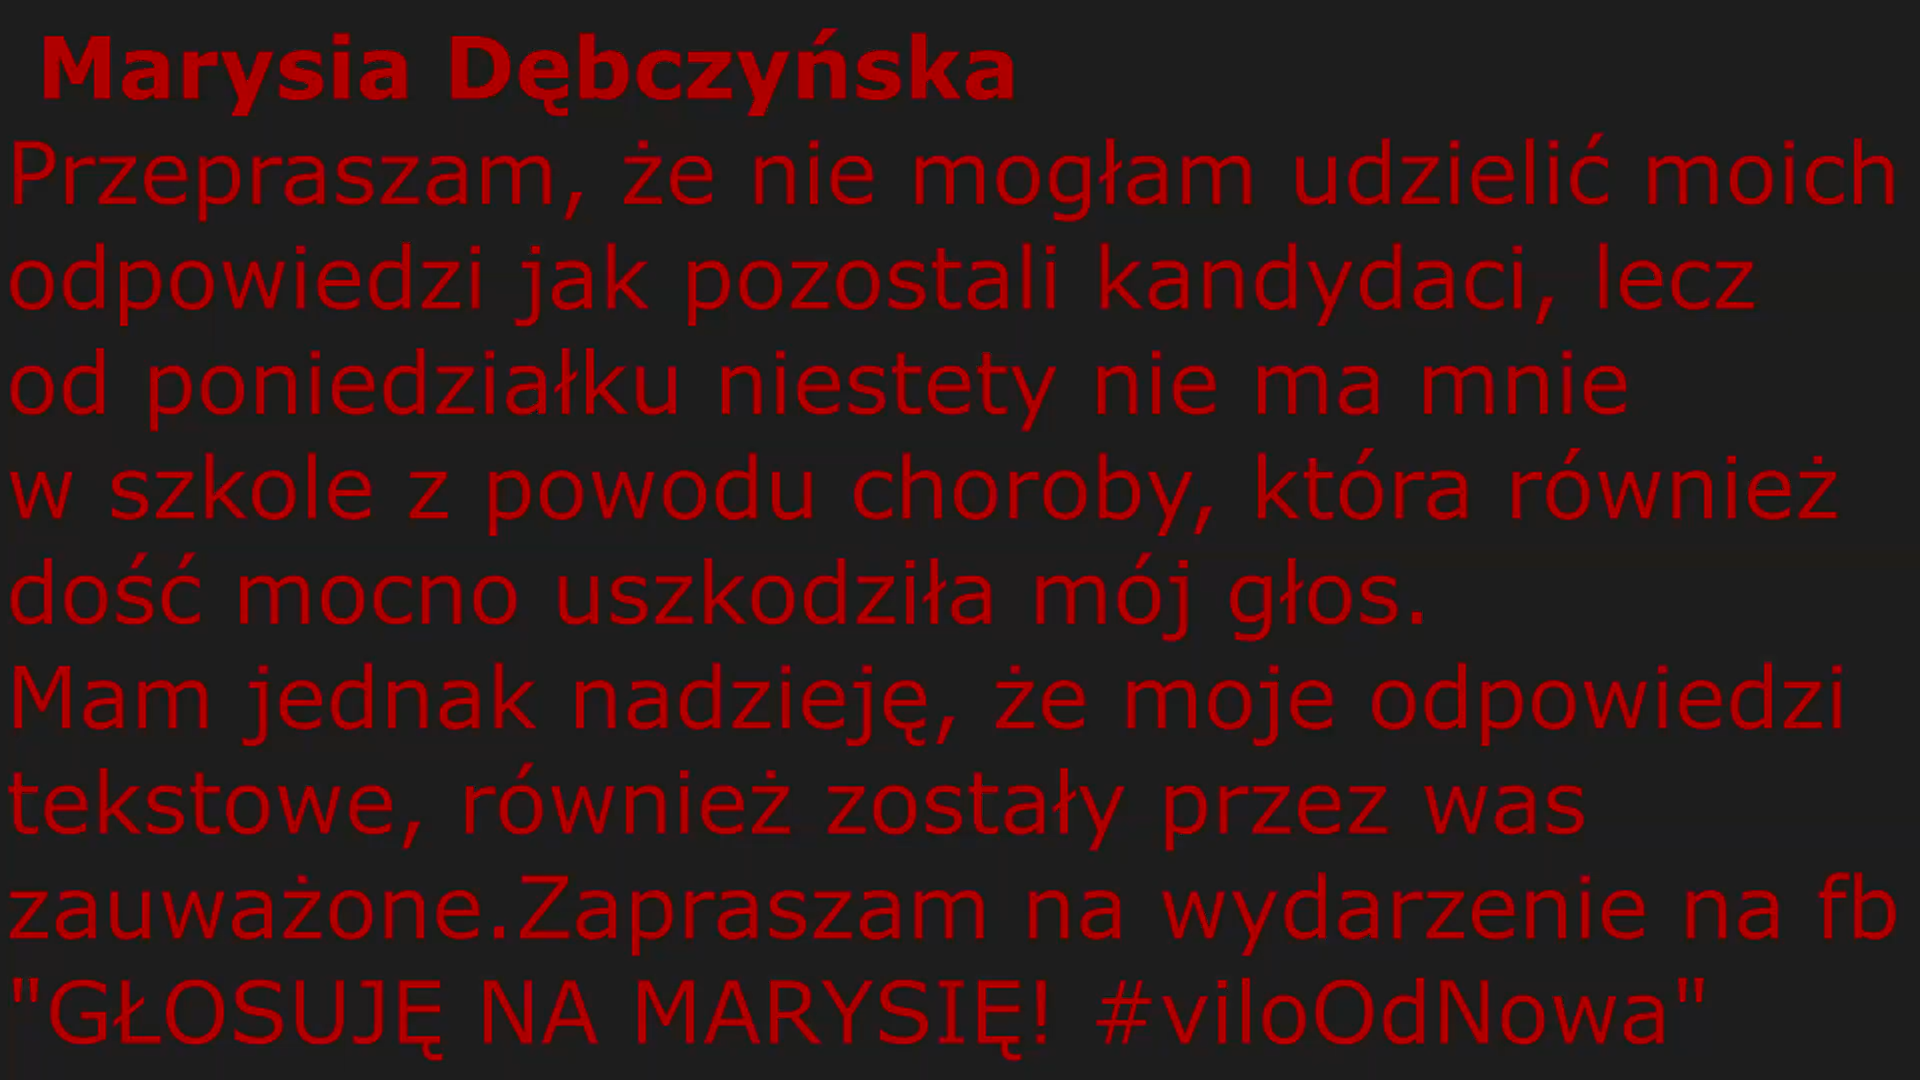 Marysia Dębczyńska
Przepraszam, że nie mogłam udzielić moich
odpowiedzi jak pozostali kandydaci, lecz
od poniedziałku niestety nie ma mnie
w szkole z powodu choroby, która również
dość mocno uszkodziła mój głos.
Mam jednak nadzieję, że moje odpowiedzi
tekstowe, również zostały przez was
zauważone.Zapraszam na wydarzenie na fb
"GŁOSUJĘ NA MARYSIĘ! #viloOdNowa"